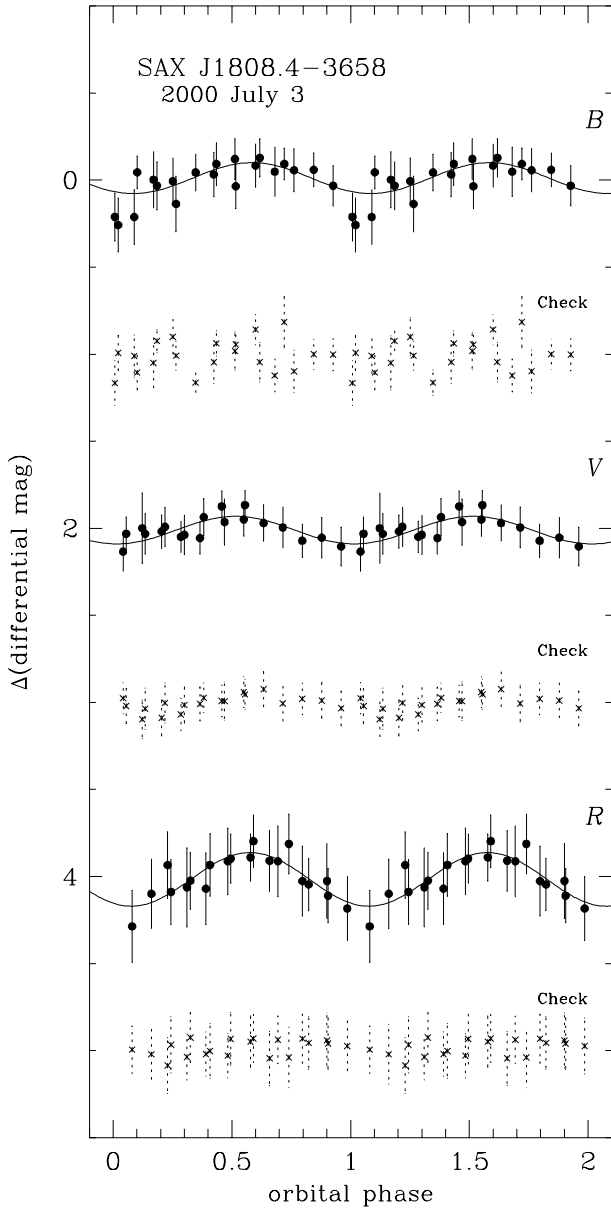 SAX J1808.4−3658
2000 July 3
B
0
Check
V
2
Check
R
4
Check
Δ(differential mag)
0 0.5 1 1.5 2
orbital phase